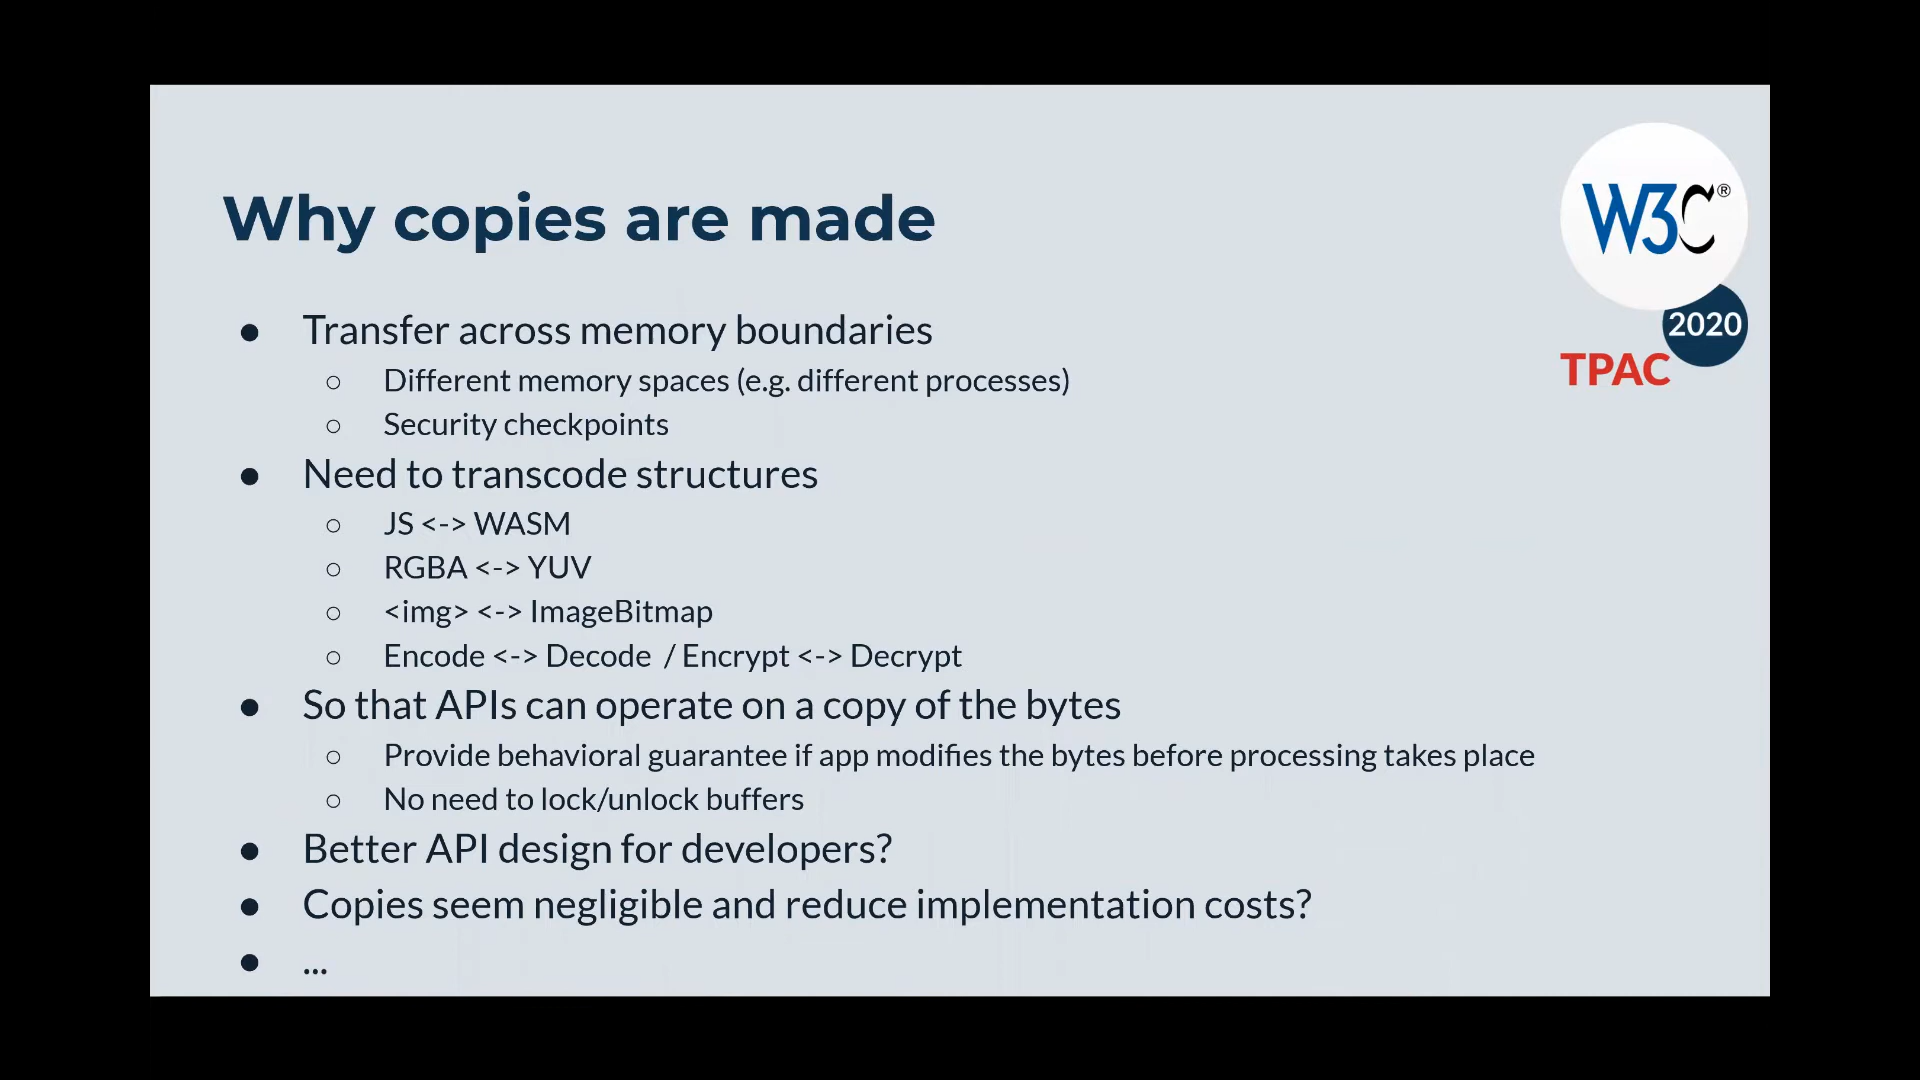 Why copies are made
W3C®
2020
TPAC
● Transfer across memory boundaries
○ Different memory spaces (e.g. different processes)
○ Security checkpoints
● Need to transcode structures
○ JS <-> WASM
○ RGBA <-> YUV
○ <img> <-> ImageBitmap
○ Encode <-> Decode / Encrypt <-> Decrypt
● So that APIs can operate on a copy of the bytes
○ Provide behavioral guarantee if app modifies the bytes before processing takes place
○ No need to lock/unlock buffers
● Better API design for developers?
● Copies seem negligible and reduce implementation costs?
● ...